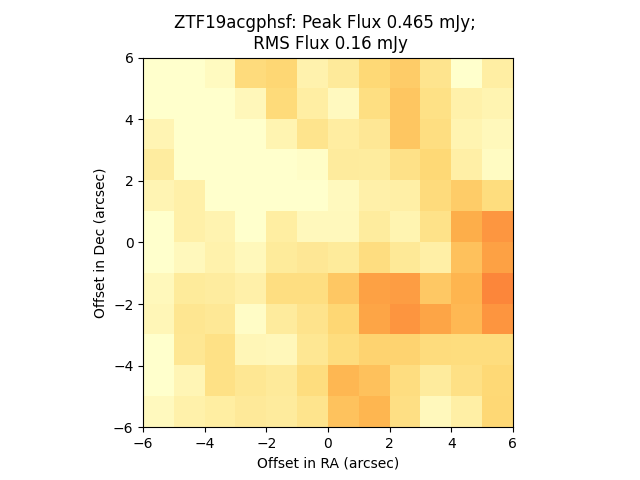 ZTF19acgphsf: Peak Flux 0.465 mJy;
RMS Flux 0.16 mJy
6
4
2
0
−2
−4
−6
Offset in Dec (arcsec)
−6 −4 −2 0 2 4 6
Offset in RA (arcsec)